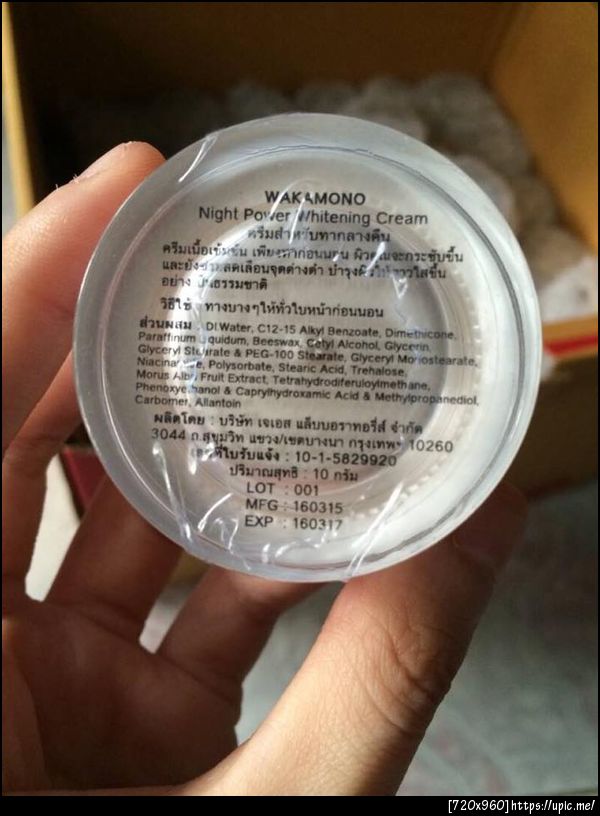 WAKAMONO
Night Power Whitening Cream
ครีมสำหรับทากลางคืน
ครีมเนื้อเข้มข้น เพียงทาก่อนนอน ผิวคุณจะกระชับขึ้น
และยังช่วยลดเลือนจุดด่างดำ บำรุงผิวให้ขาวใสขึ้น
อย่าง เป็นธรรมชาติ
วิธีใช้ : ทาบางๆให้ทั่วใบหน้าก่อนนอน
ส่วนผสม : DI Water, C12-15 Alkyl Benzoate, Dimethicone,
Paraffinum Liquidum, Beeswax, Cetyl Alcohol, Glycerin,
Glyceryl Stearate & PEG-100 Stearate, Glyceryl Monostearate,
Niacinamide, Polysorbate, Stearic Acid, Trehalose,
Morus Alba Fruit Extract, Tetrahydrodiferuloylmethane,
Phenoxyethanol & Caprylhydroxamic Acid & Methylpropanediol,
Carbomer, Allantoin
ผลิตโดย : บริษัท เจเอส แล็บบอราทอรีส์ จำกัด
3044 ถ.สุขุมวิท แขวง/เขตบางนา กรุงเทพฯ 10260
เลขที่ใบรับแจ้ง : 10-1-5829920
ปริมาณสุทธิ : 10 กรัม
LOT : 001
MFG : 160315
EXP : 160317
[720x960] https://upic.me/